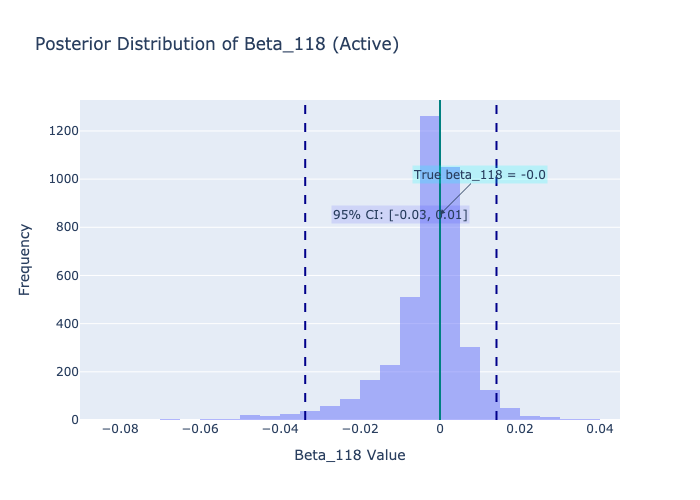 Posterior Distribution of Beta_118 (Active)
1200
1000
800
600
400
200
0
Frequency
True beta_118 = -0.0
95% CI: [-0.03, 0.01]
−0.08
−0.06
−0.04
−0.02
0
0.02
0.04
Beta_118 Value